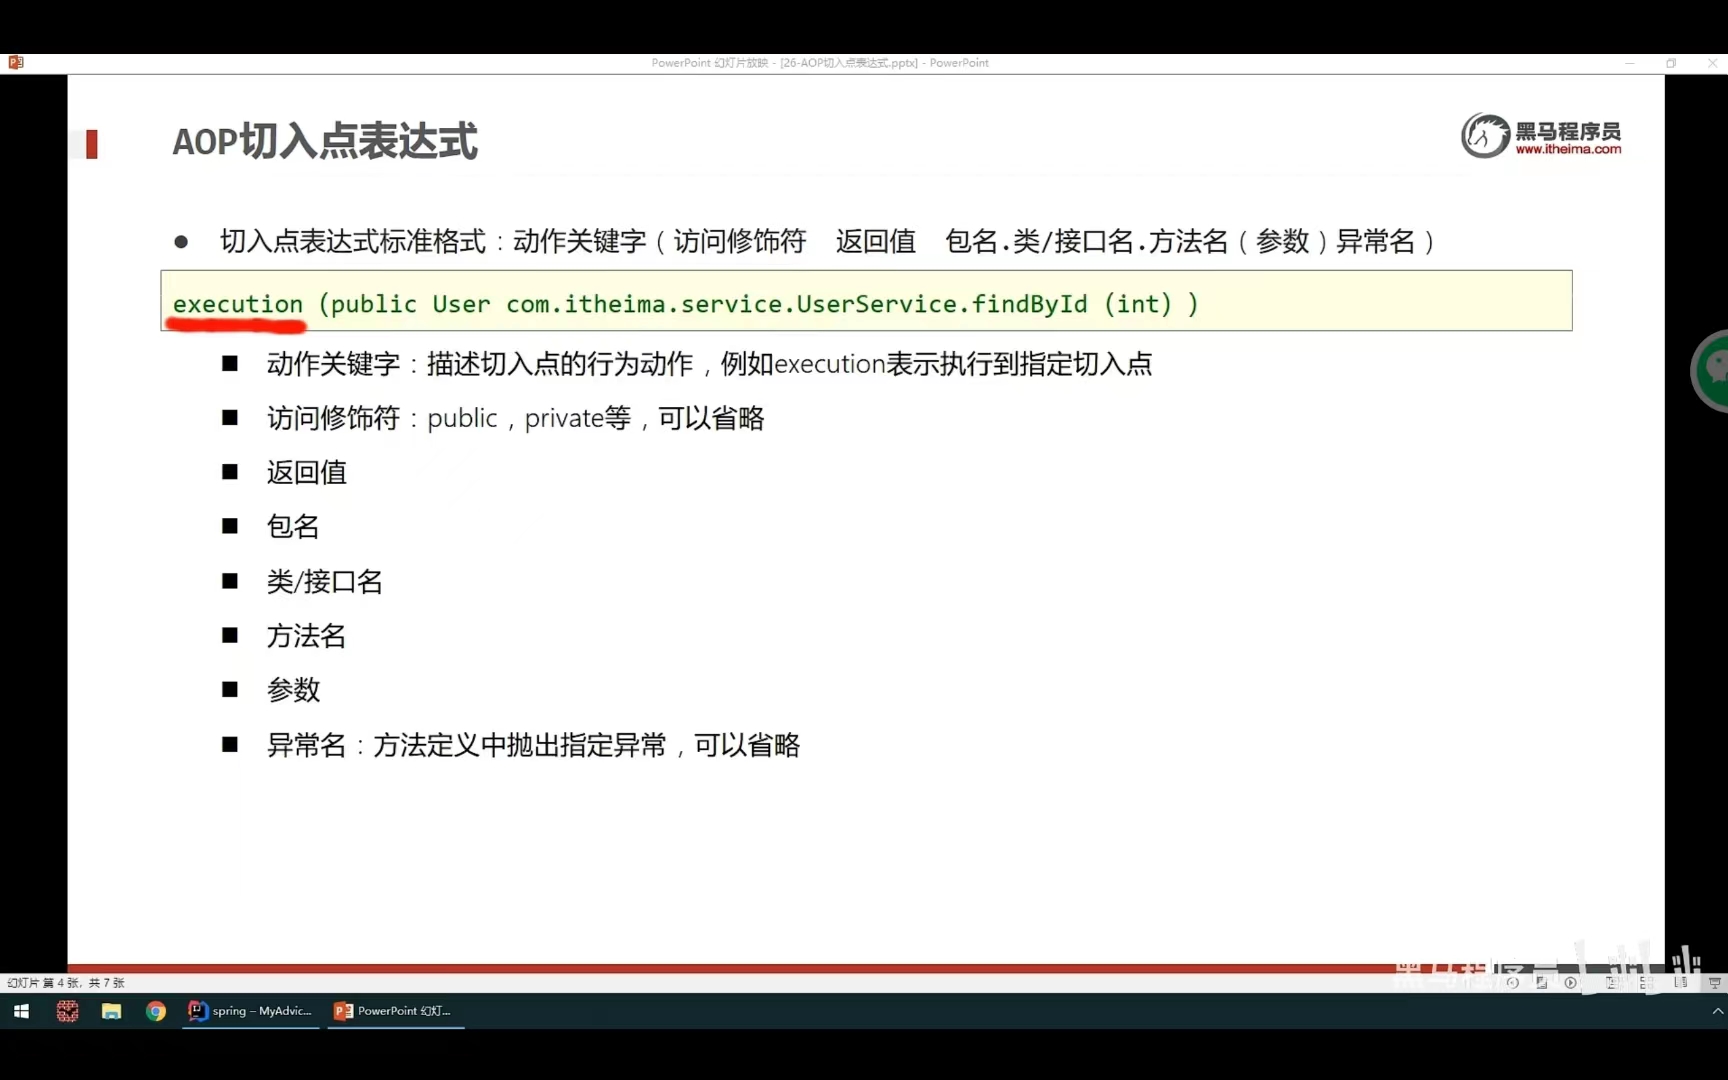 PowerPoint 幻灯片放映 - [26-AOP切入点表达式.pptx] - PowerPoint
AOP切入点表达式
黑马程序员
www.itheima.com
切入点表达式标准格式：动作关键字（访问修饰符 返回值 包名.类/接口名.方法名（参数）异常名）
execution (public User com.itheima.service.UserService.findById (int) )
动作关键字：描述切入点的行为动作，例如execution表示执行到指定切入点
访问修饰符：public，private等，可以省略
返回值
包名
类/接口名
方法名
参数
异常名：方法定义中抛出指定异常，可以省略
黑马程序员
幻灯片 第 4 张，共 7 张
spring – MyAdvic...
PowerPoint 幻灯...